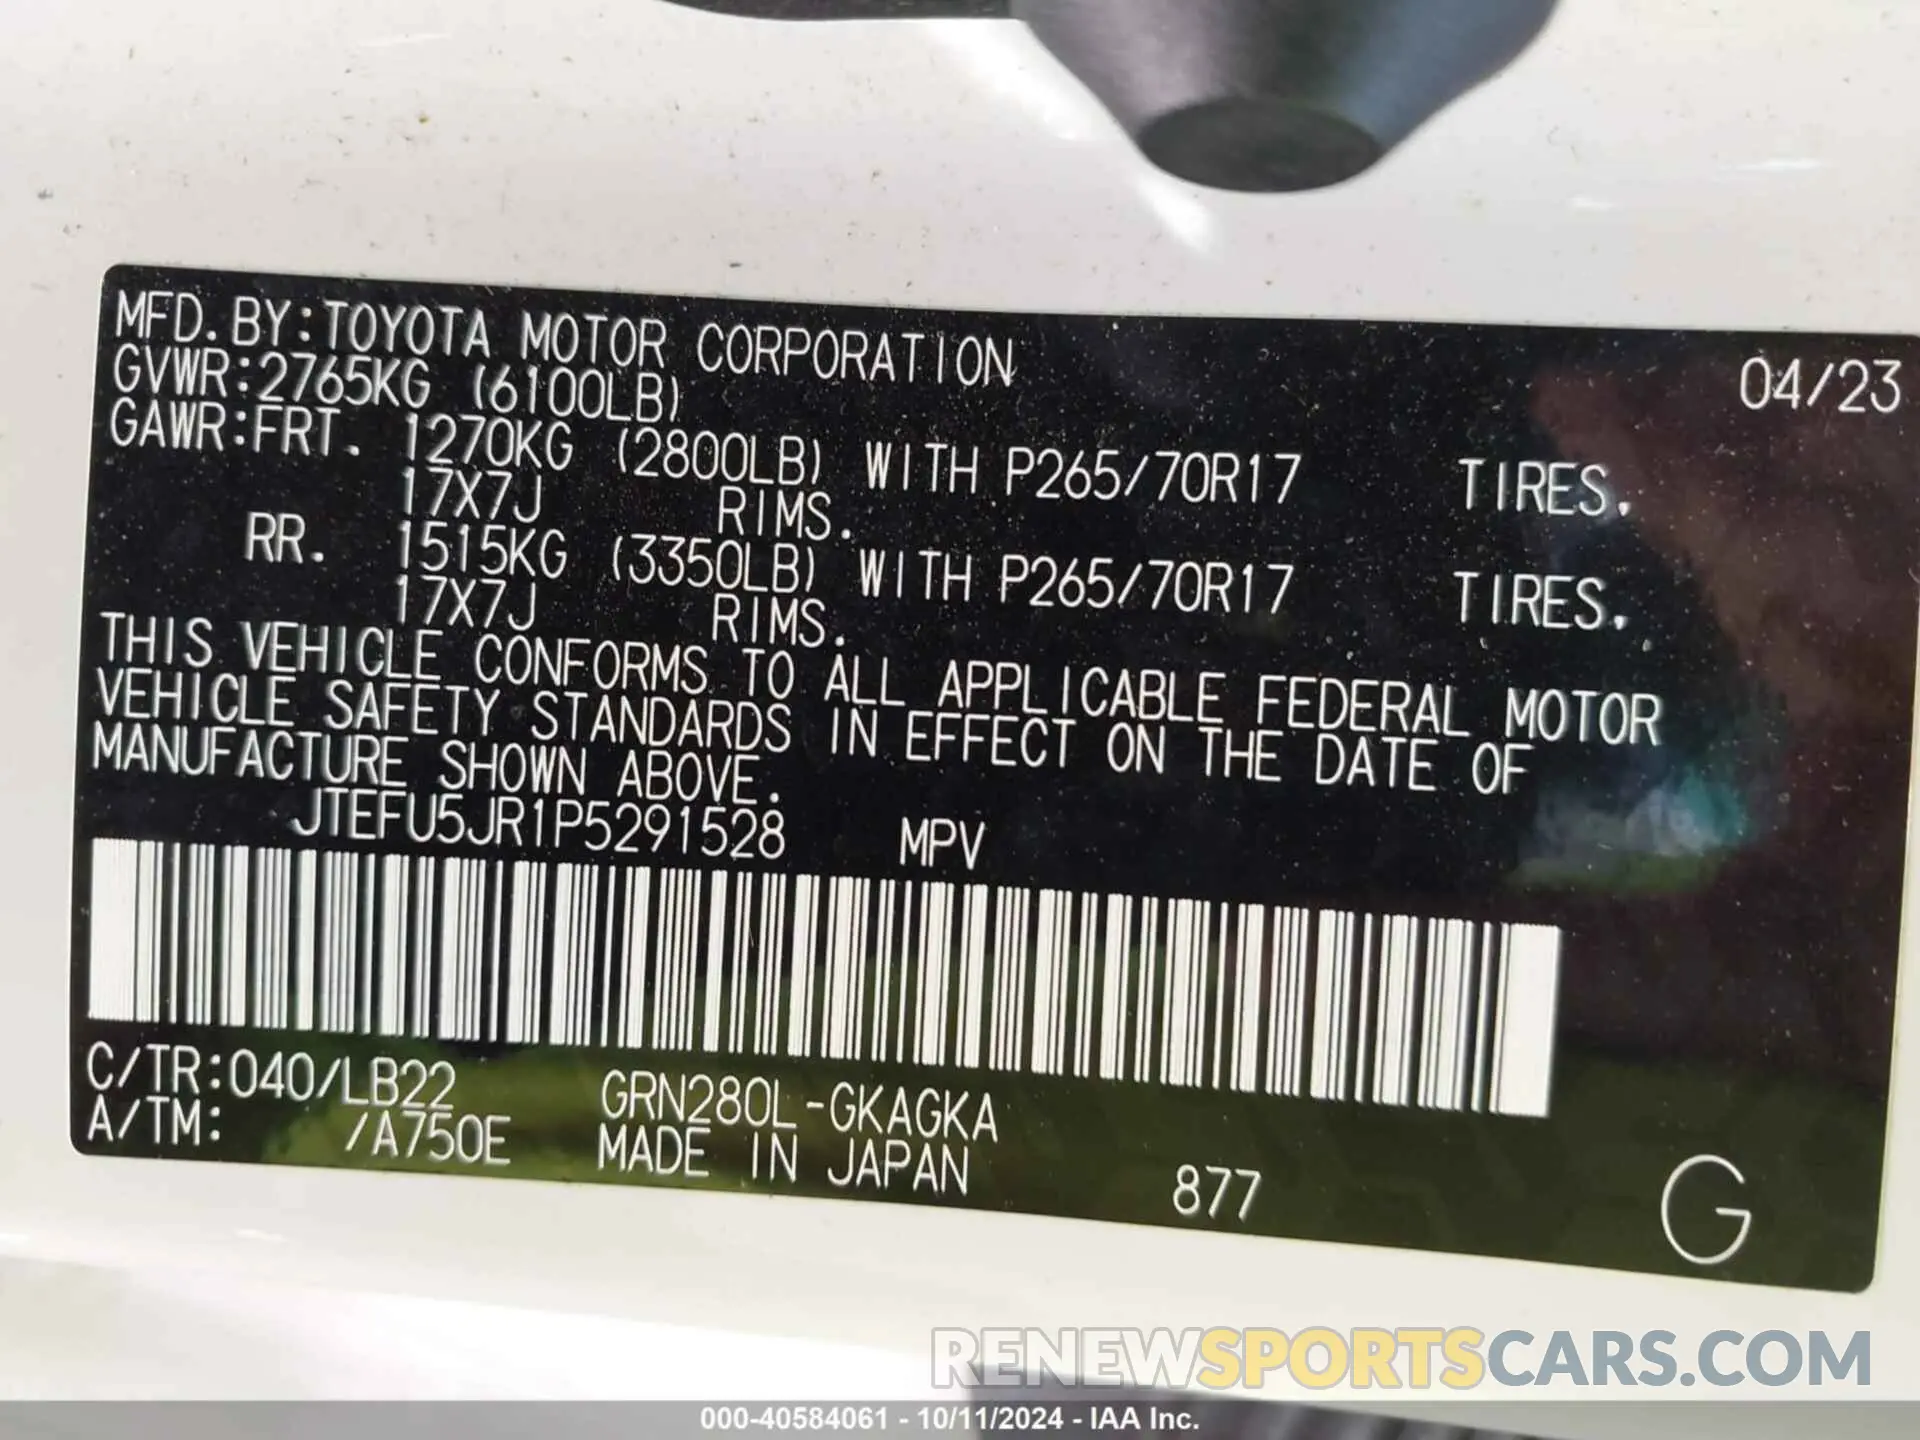 MFD.BY:TOYOTA MOTOR CORPORATION 04/23
GVWR:2765KG (6100LB)
GAWR:FRT. 1270KG (2800LB) WITH P265/70R17 TIRES.
17X7J RIMS.
RR. 1515KG (3350LB) WITH P265/70R17 TIRES.
17X7J RIMS.
THIS VEHICLE CONFORMS TO ALL APPLICABLE FEDERAL MOTOR
VEHICLE SAFETY STANDARDS IN EFFECT ON THE DATE OF
MANUFACTURE SHOWN ABOVE.
JTEFU5JR1P5291528 MPV
C/TR:040/LB22 GRN280L-GKAGKA
A/TM: /A750E MADE IN JAPAN 877 G
RENEWSPORTSCARS.COM
000-40584061 - 10/11/2024 - IAA Inc.